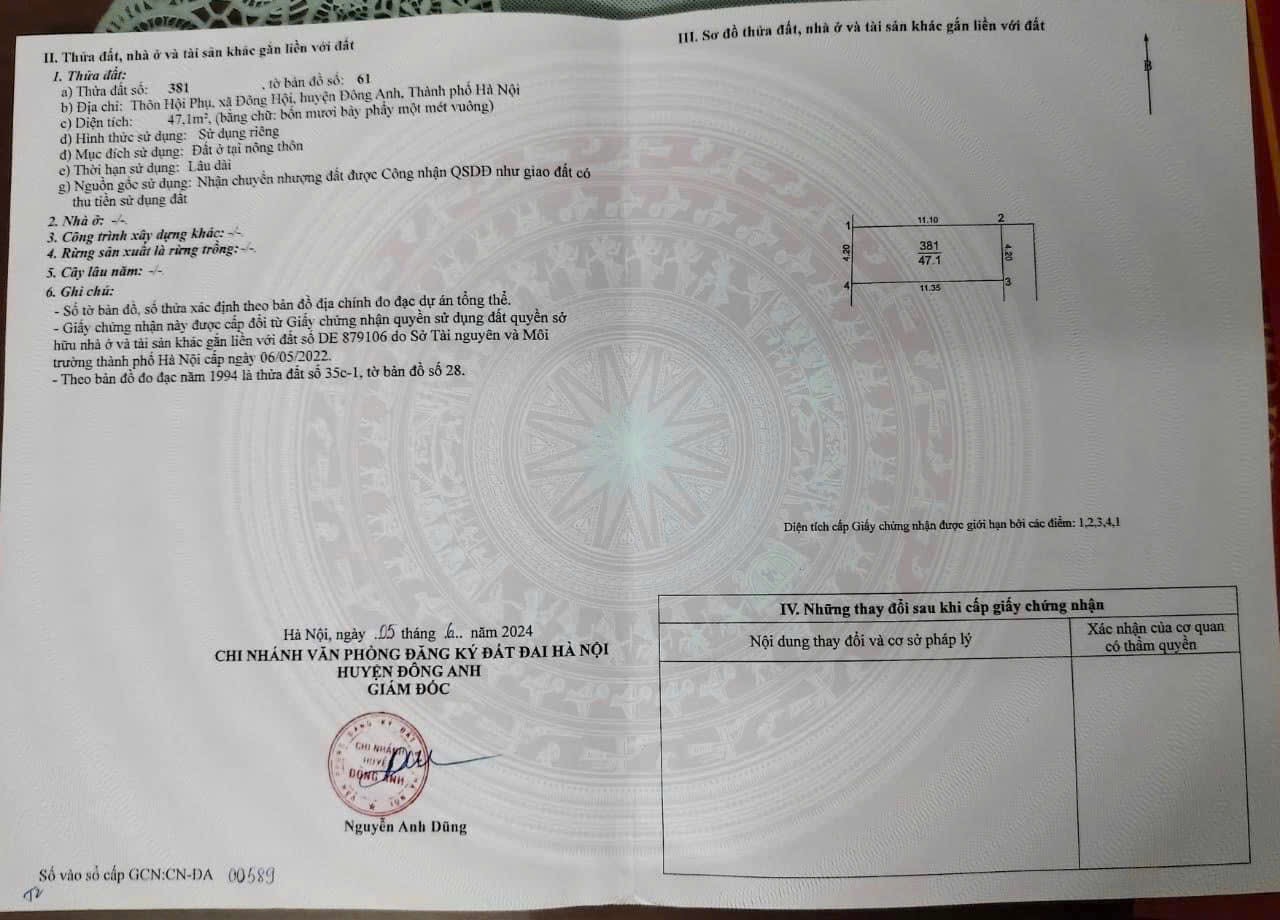 II. Thửa đất, nhà ở và tài sản khác gắn liền với đất
1. Thửa đất:
a) Thửa đất số: 381 , tờ bản đồ số: 61
b) Địa chỉ: Thôn Hội Phụ, xã Đông Hội, huyện Đông Anh, Thành phố Hà Nội
c) Diện tích: 47,1m², (bằng chữ: bốn mươi bảy phẩy một mét vuông)
d) Hình thức sử dụng: Sử dụng riêng
đ) Mục đích sử dụng: Đất ở tại nông thôn
e) Thời hạn sử dụng: Lâu dài
g) Nguồn gốc sử dụng: Nhận chuyển nhượng đất được Công nhận QSDĐ như giao đất có
thu tiền sử dụng đất
2. Nhà ở: -/-.
3. Công trình xây dựng khác: -/-.
4. Rừng sản xuất là rừng trồng: -/-.
5. Cây lâu năm: -/-.
6. Ghi chú:
- Số tờ bản đồ, số thửa xác định theo bản đồ địa chính đo đạc dự án tổng thể.
- Giấy chứng nhận này được cấp đổi từ Giấy chứng nhận quyền sử dụng đất quyền sở
hữu nhà ở và tài sản khác gắn liền với đất số DE 879106 do Sở Tài nguyên và Môi
trường thành phố Hà Nội cấp ngày 06/05/2022.
- Theo bản đồ đo đạc năm 1994 là thửa đất số 35c-1, tờ bản đồ số 28.
Hà Nội, ngày .05 tháng .6.. năm 2024
CHI NHÁNH VĂN PHÒNG ĐĂNG KÝ ĐẤT ĐAI HÀ NỘI
HUYỆN ĐÔNG ANH
GIÁM ĐỐC
CHI NHÁNH
HUYỆN
ĐÔNG ANH
Nguyễn Anh Dũng
Số vào sổ cấp GCN:CN-ĐA 00589
III. Sơ đồ thửa đất, nhà ở và tài sản khác gắn liền với đất
B
1
11.10
2
4.20
381
47.1
4.20
4
11.35
3
Diện tích cấp Giấy chứng nhận được giới hạn bởi các điểm: 1,2,3,4,1
IV. Những thay đổi sau khi cấp giấy chứng nhận
Nội dung thay đổi và cơ sở pháp lý
Xác nhận của cơ quan
có thẩm quyền